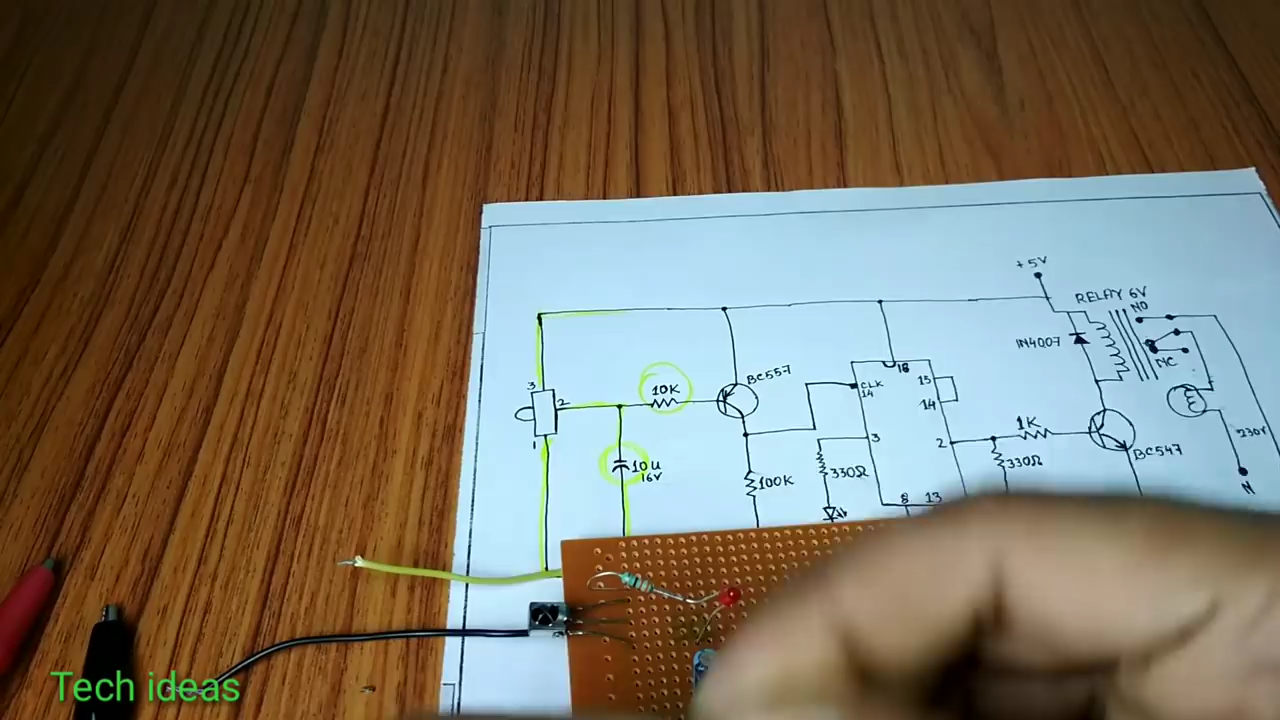 +5V
RELAY 6V
NO
IN4007
NC
3
2
1
10K
BC557
10U
16V
100K
CLK
14
16
15
14
3
2
8
13
330Ω
1K
330Ω
BC547
230V
N
Tech ideas